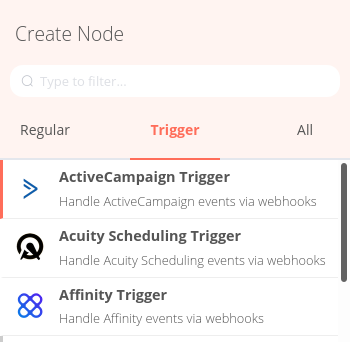 Create Node
Type to filter...
Regular Trigger All
ActiveCampaign Trigger
Handle ActiveCampaign events via webhooks
Acuity Scheduling Trigger
Handle Acuity Scheduling events via webhooks
Affinity Trigger
Handle Affinity events via webhooks